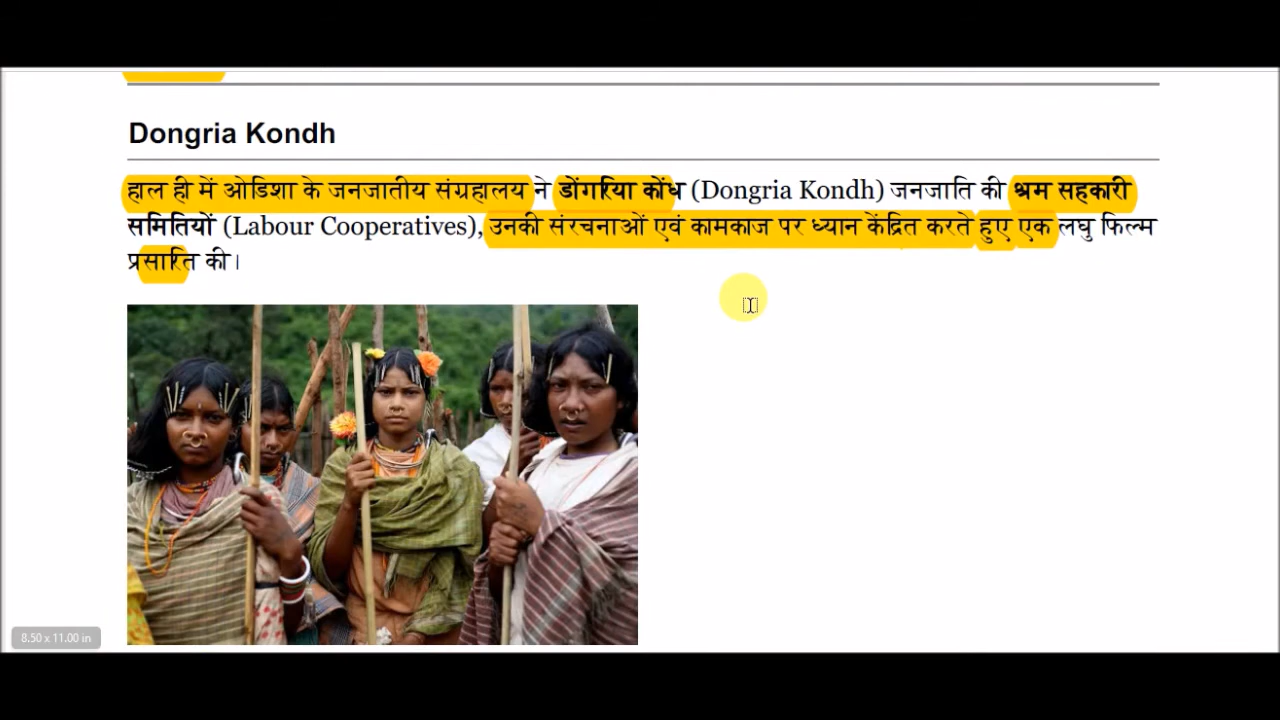 Dongria Kondh
हाल ही में ओडिशा के जनजातीय संग्रहालय ने डोंगरिया कोंध (Dongria Kondh) जनजाति की श्रम सहकारी
समितियों (Labour Cooperatives), उनकी संरचनाओं एवं कामकाज पर ध्यान केंद्रित करते हुए एक लघु फिल्म
प्रसारित की।
8.50 x 11.00 in